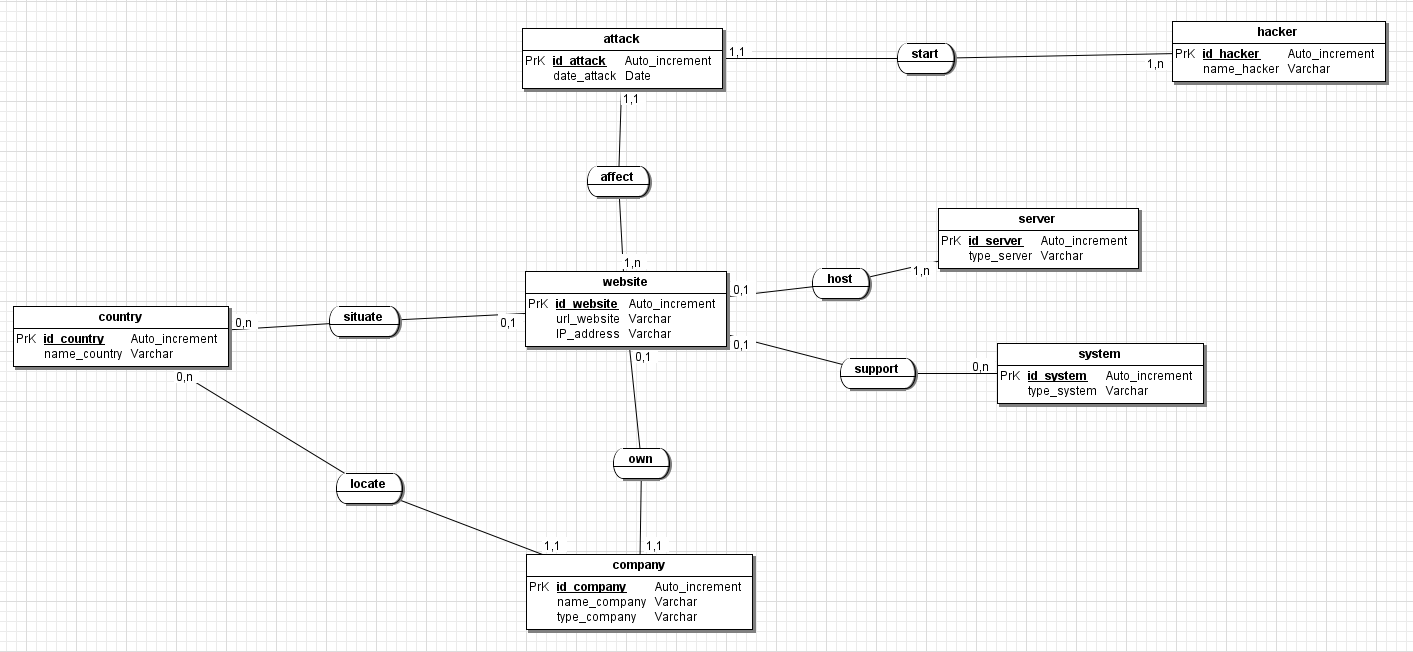 attack
PrK id_attack Auto_increment
date_attack Date
1,1
start
1,n
hacker
PrK id_hacker Auto_increment
name_hacker Varchar
1,1
affect
1,n
server
PrK id_server Auto_increment
type_server Varchar
website
PrK id_website Auto_increment
url_website Varchar
IP_address Varchar
0,1
host
1,n
country
PrK id_country Auto_increment
name_country Varchar
0,n
situate
0,1
0,1
support
0,n
system
PrK id_system Auto_increment
type_system Varchar
0,1
0,n
own
locate
1,1
1,1
company
PrK id_company Auto_increment
name_company Varchar
type_company Varchar